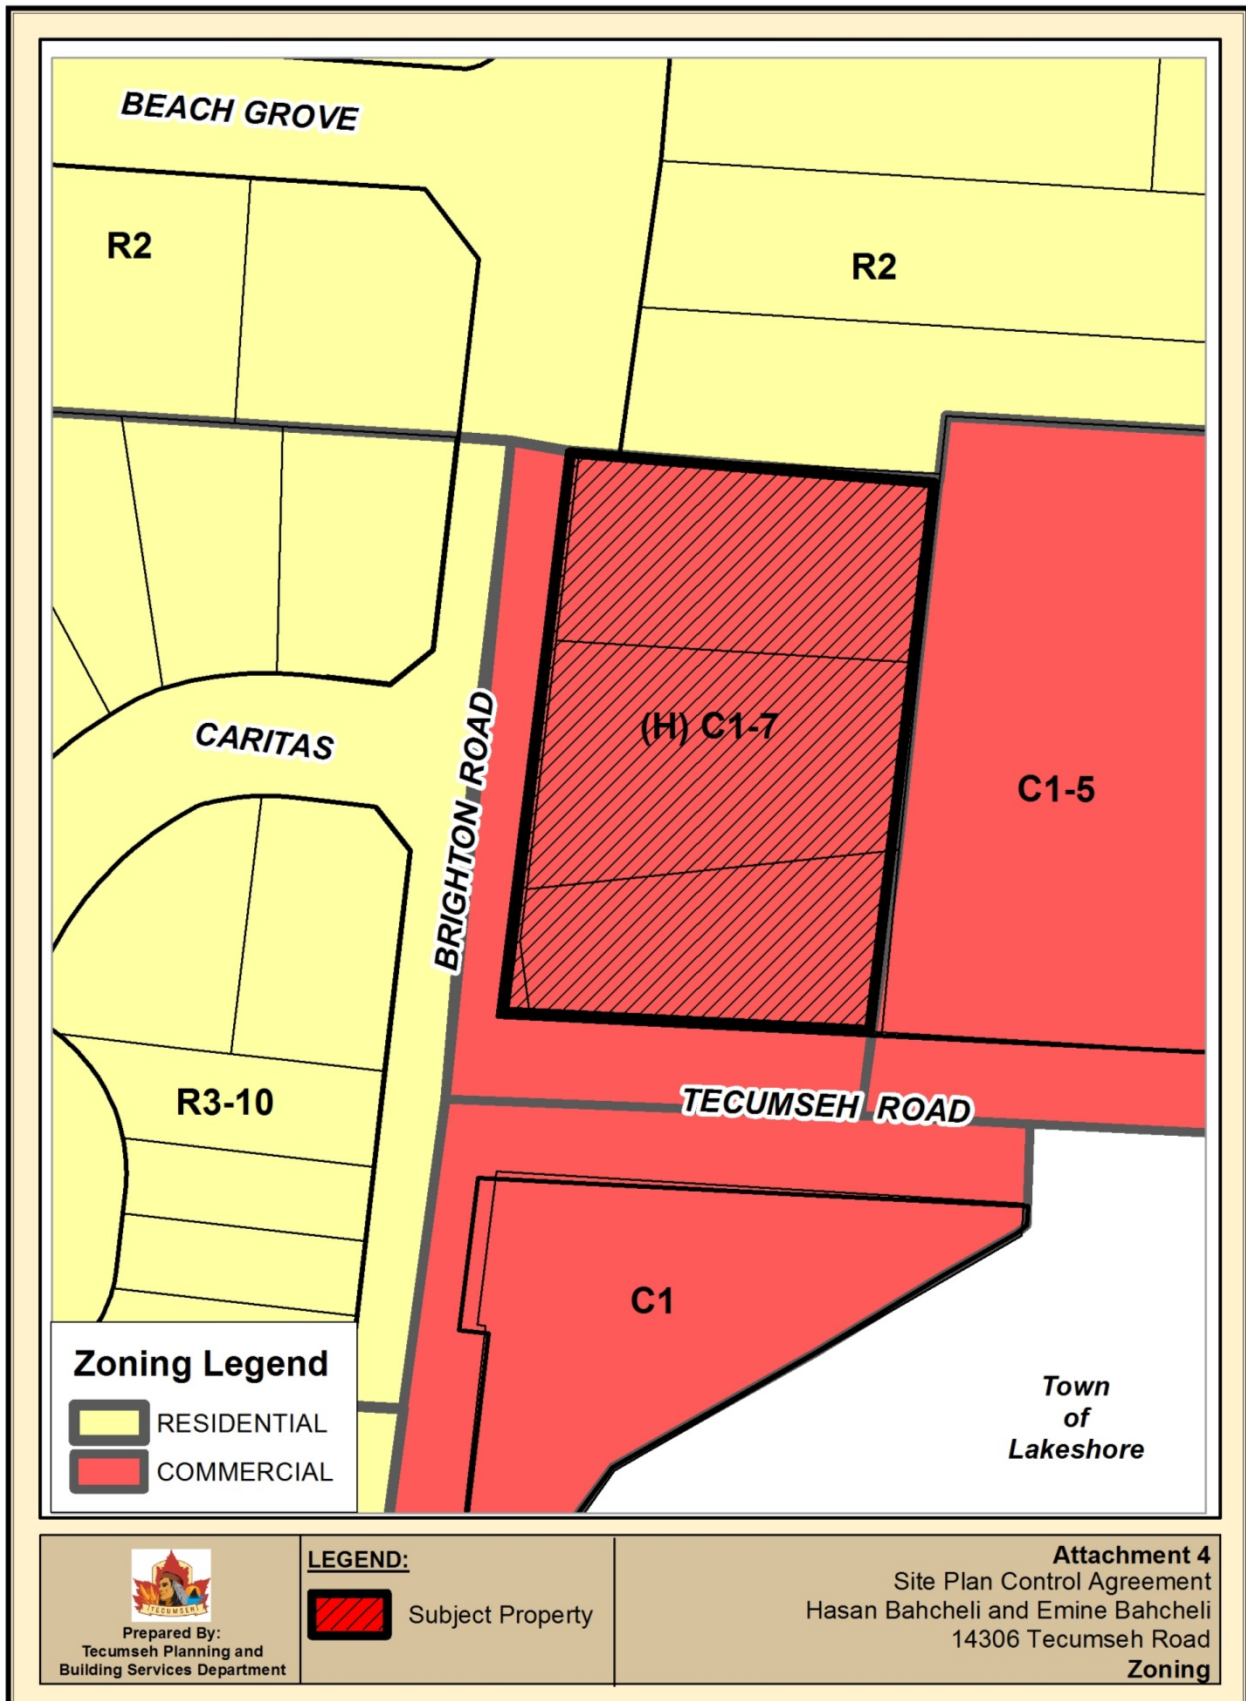 BEACH GROVE
R2
R2
CARITAS
BRIGHTON ROAD
(H) C1-7
C1-5
R3-10
TECUMSEH ROAD
C1
Town
of
Lakeshore
Zoning Legend
RESIDENTIAL
COMMERCIAL
TECUMSEH
Prepared By:
Tecumseh Planning and
Building Services Department
LEGEND:
Subject Property
Attachment 4
Site Plan Control Agreement
Hasan Bahcheli and Emine Bahcheli
14306 Tecumseh Road
Zoning